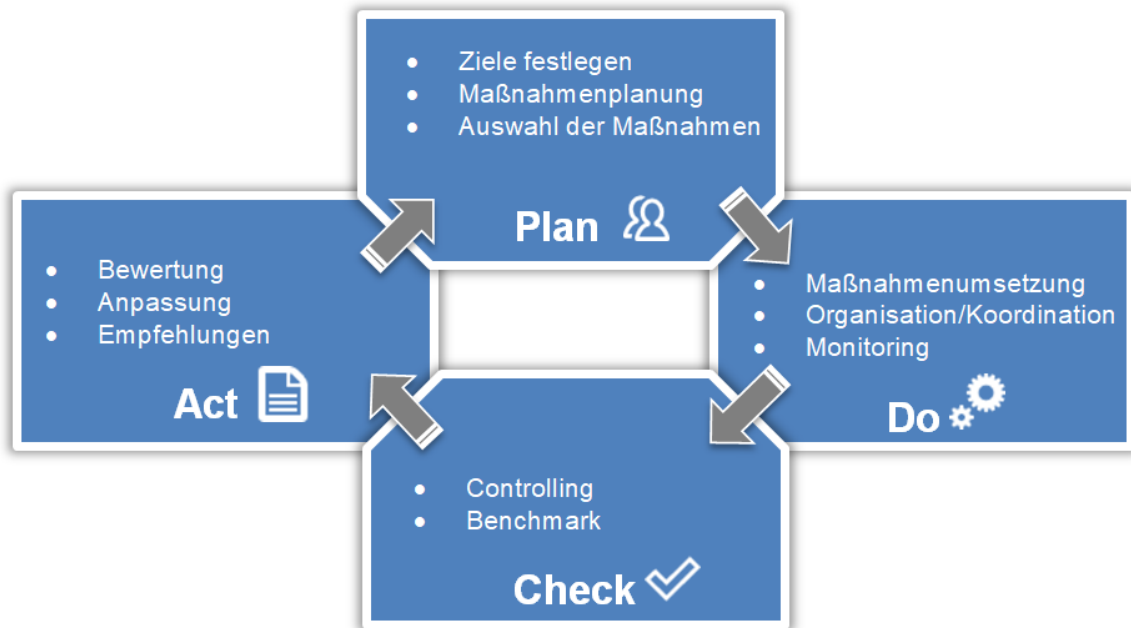 • Ziele festlegen
• Maßnahmenplanung
• Auswahl der Maßnahmen
Plan
• Maßnahmenumsetzung
• Organisation/Koordination
• Monitoring
Do
• Controlling
• Benchmark
Check
• Bewertung
• Anpassung
• Empfehlungen
Act